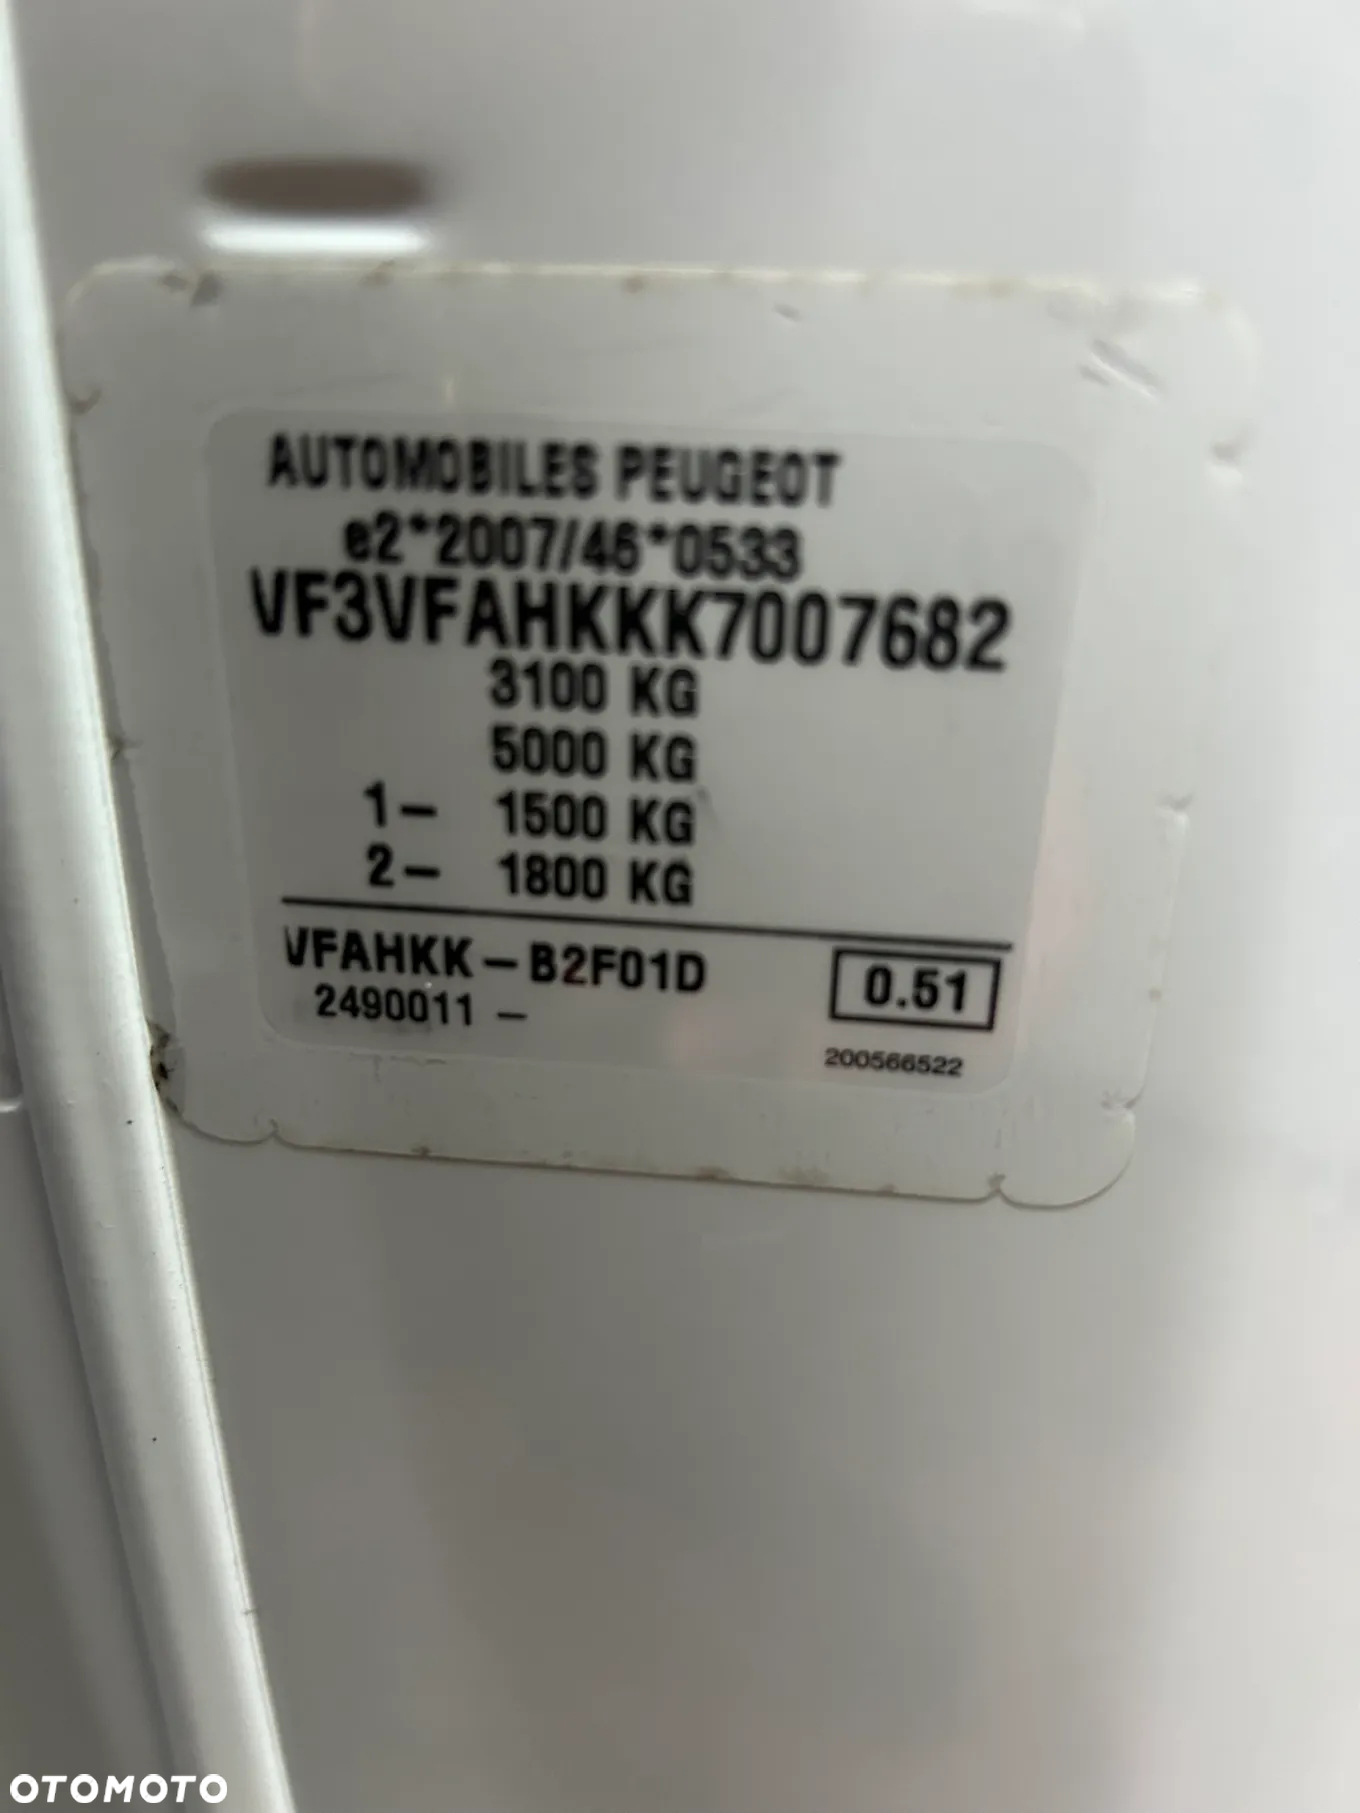 AUTOMOBILES PEUGEOT
e2*2007/46*0533
VF3VFAHKKK7007682
3100 KG
5000 KG
1- 1500 KG
2- 1800 KG
VFAHKK-B2F01D
0.51
2490011 -
200566522
OTOMOTO